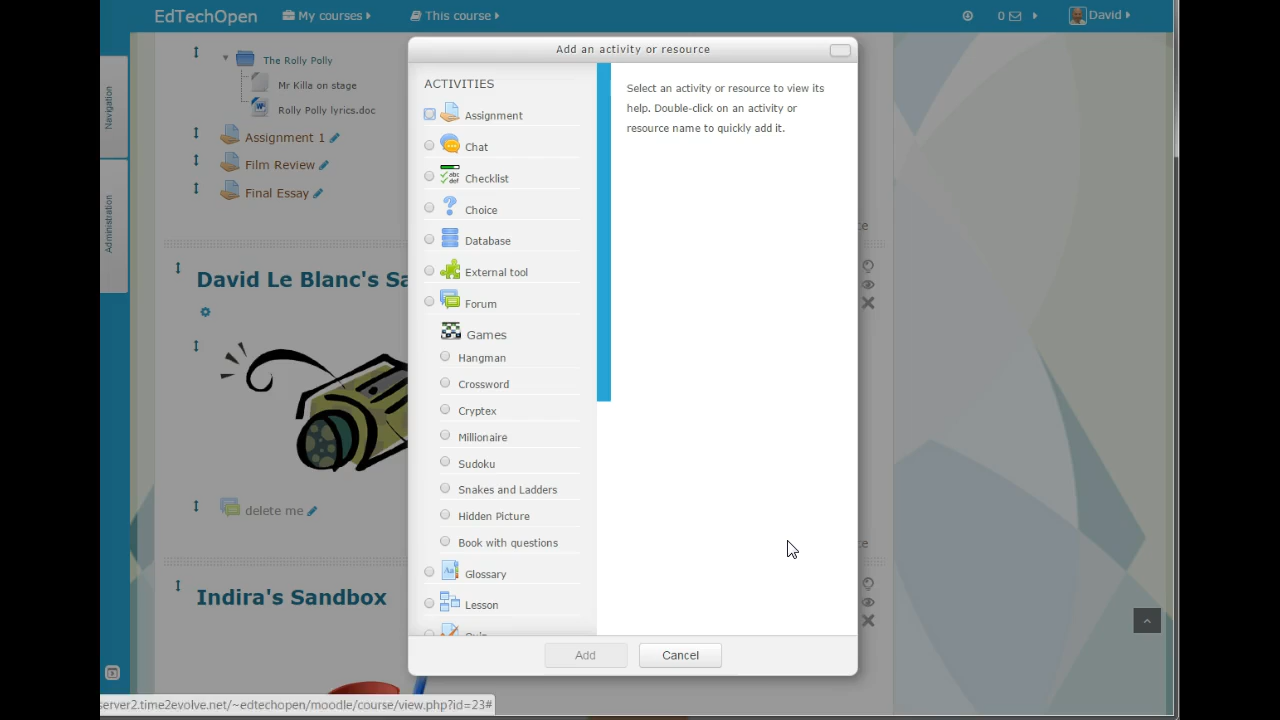 EdTechOpen
My courses
This course
0
David
Navigation
Administration
The Rolly Polly
Mr Killa on stage
Rolly Polly lyrics.doc
Assignment 1
Film Review
Final Essay
David Le Blanc's Sa
delete me
Indira's Sandbox
Add an activity or resource
ACTIVITIES
Assignment
Chat
Checklist
abc
def
Choice
Database
External tool
Forum
Games
Hangman
Crossword
Cryptex
Millionaire
Sudoku
Snakes and Ladders
Hidden Picture
Book with questions
Glossary
Lesson
Quiz
Select an activity or resource to view its
help. Double-click on an activity or
resource name to quickly add it.
Add
Cancel
ce
ce
server2.time2evolve.net/~edtechopen/moodle/course/view.php?id=23#